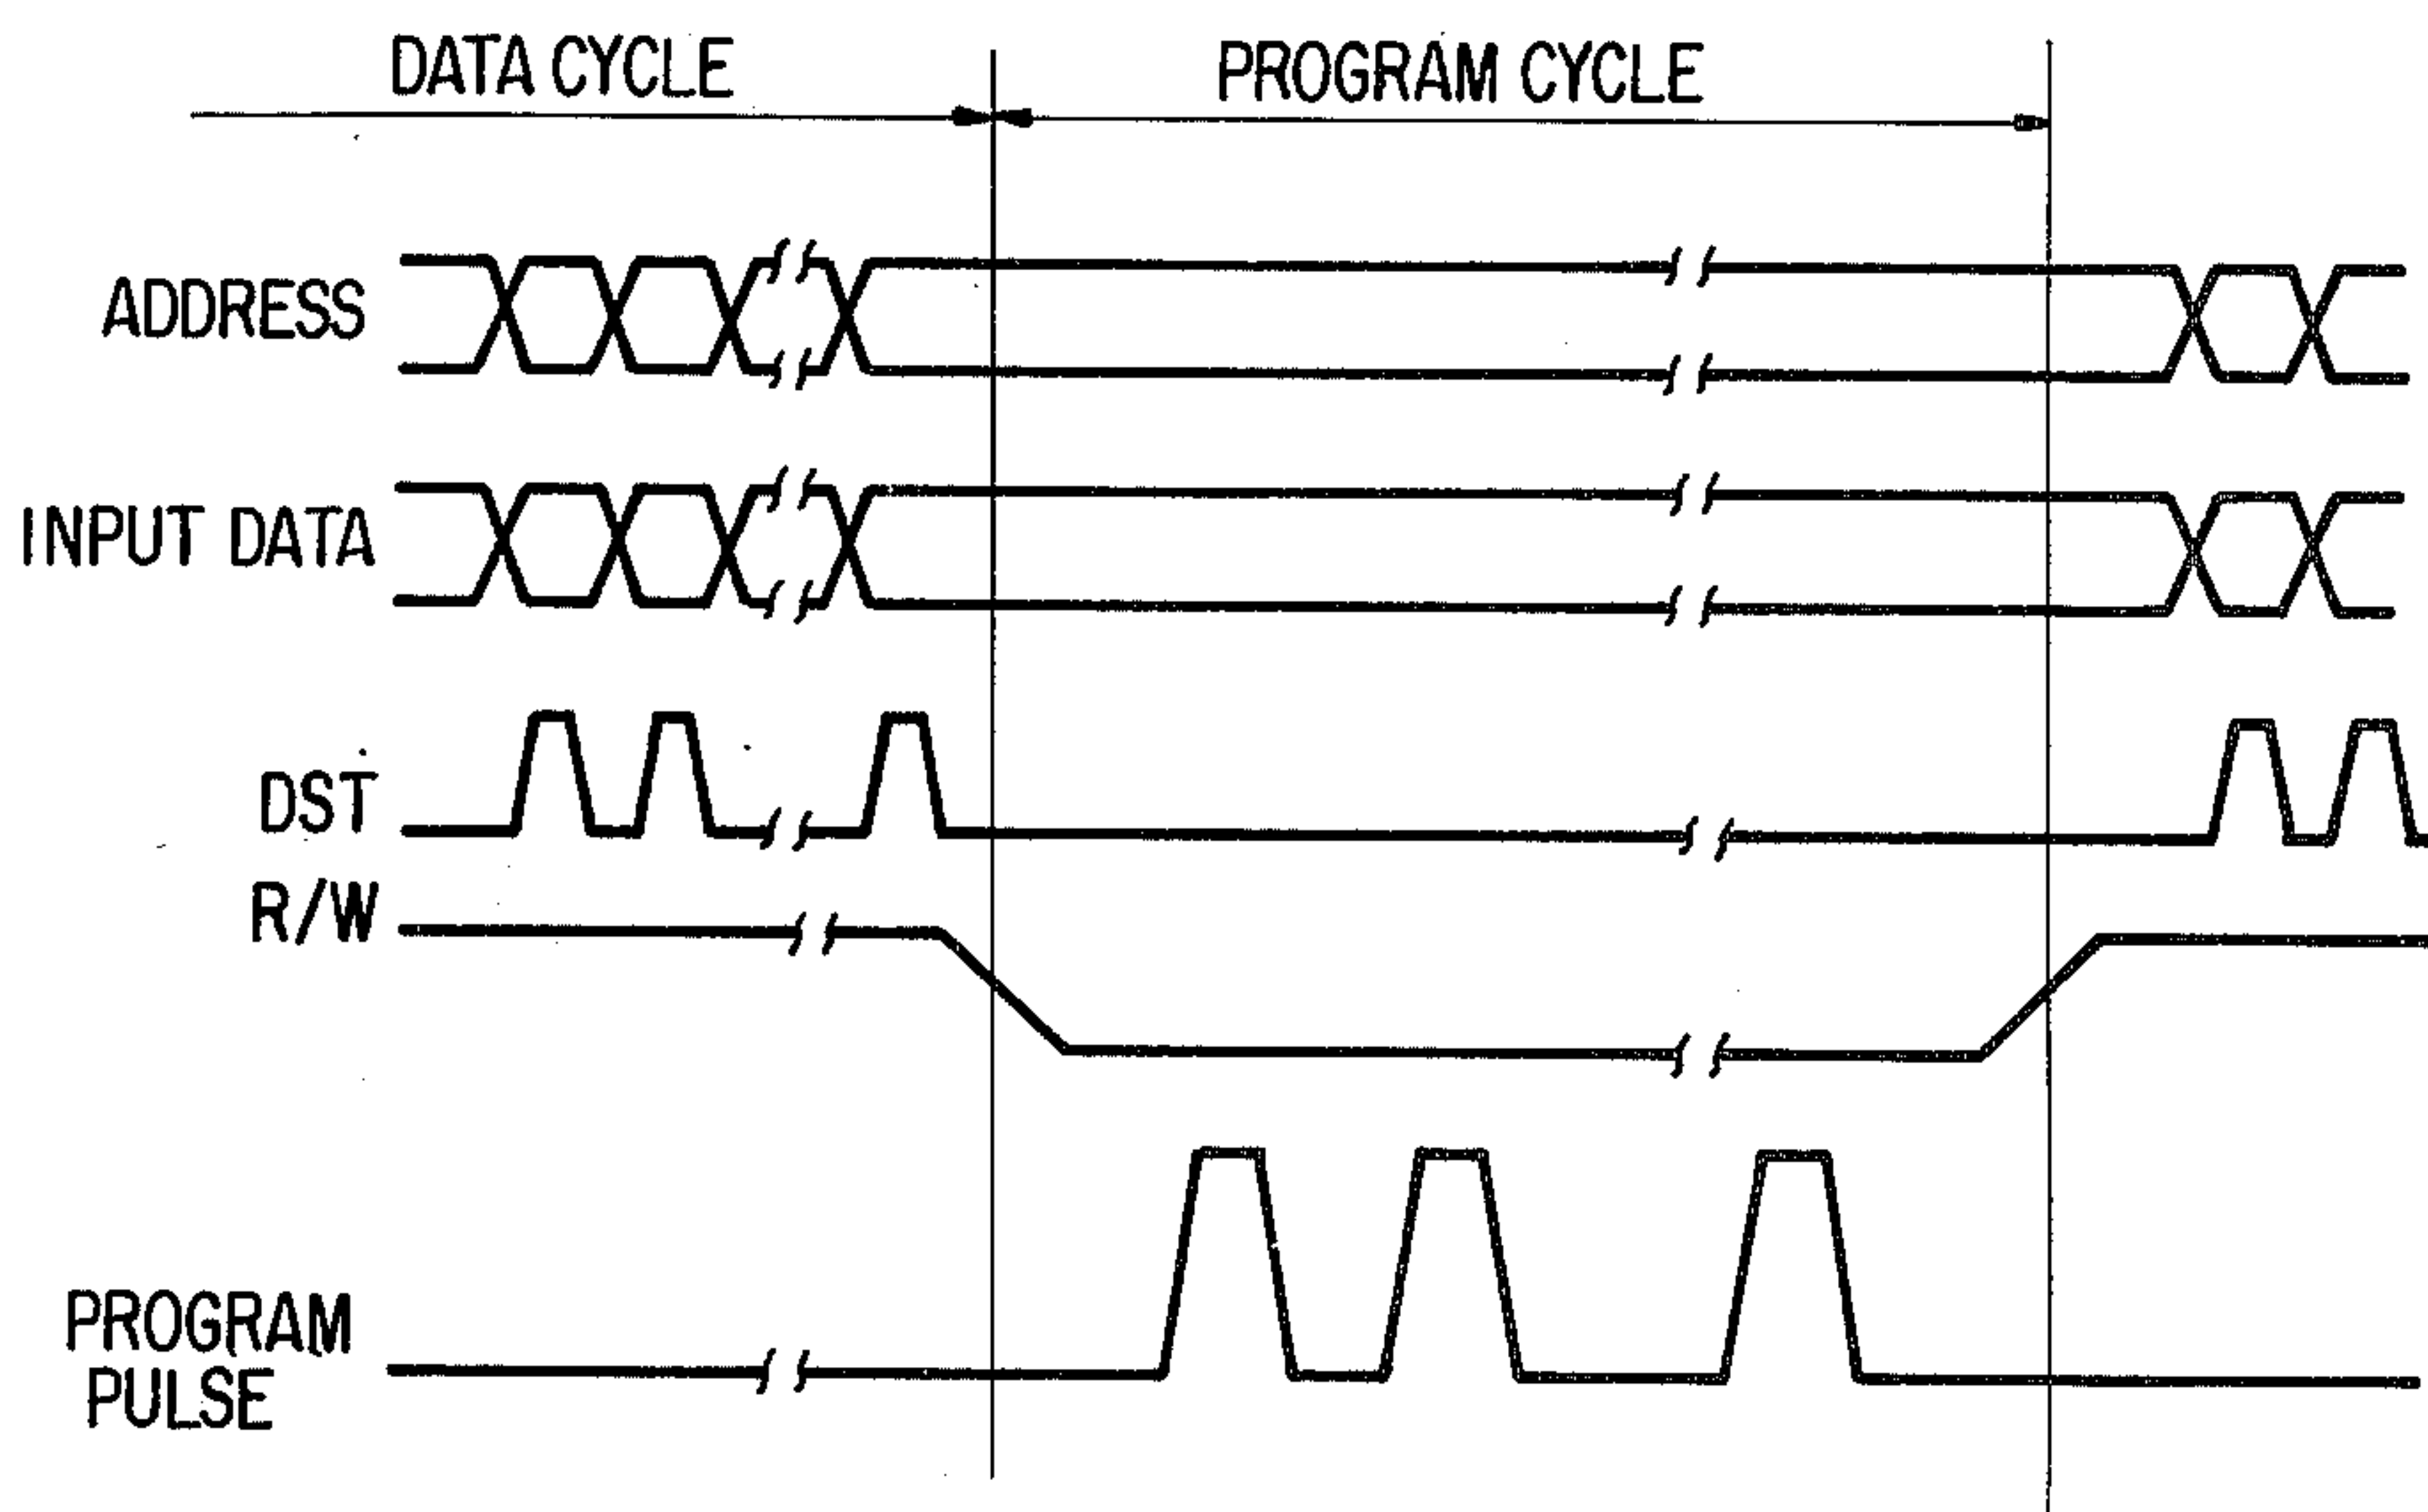 DATA CYCLE
PROGRAM CYCLE
ADDRESS
INPUT DATA
DST
R/W
PROGRAM
PULSE